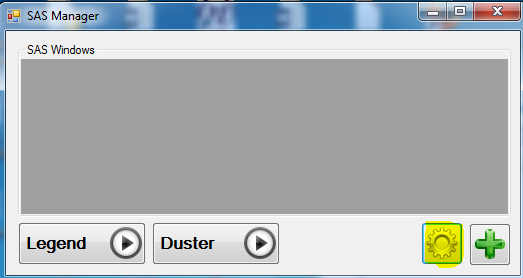 SAS Manager
SAS Windows
Legend
Duster